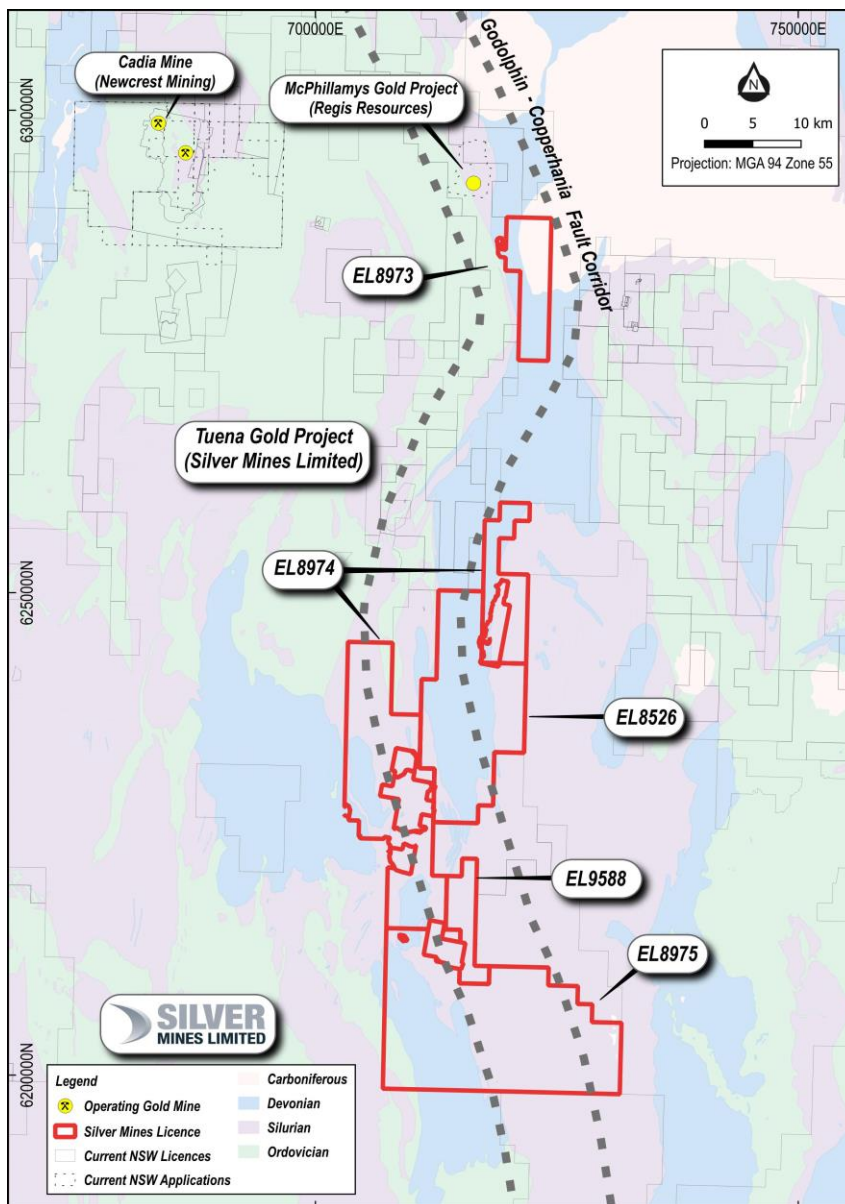 700000E
750000E
Cadia Mine
(Newcrest Mining)
McPhillamys Gold Project
(Regis Resources)
Godolphin - Copperhania Fault Corridor
N
0 5 10 km
Projection: MGA 94 Zone 55
6300000N
EL8973
Tuena Gold Project
(Silver Mines Limited)
EL8974
6250000N
EL8526
EL9588
EL8975
SILVER
MINES LIMITED
6200000N
Legend
Operating Gold Mine
Silver Mines Licence
Current NSW Licences
Current NSW Applications
Carboniferous
Devonian
Silurian
Ordovician